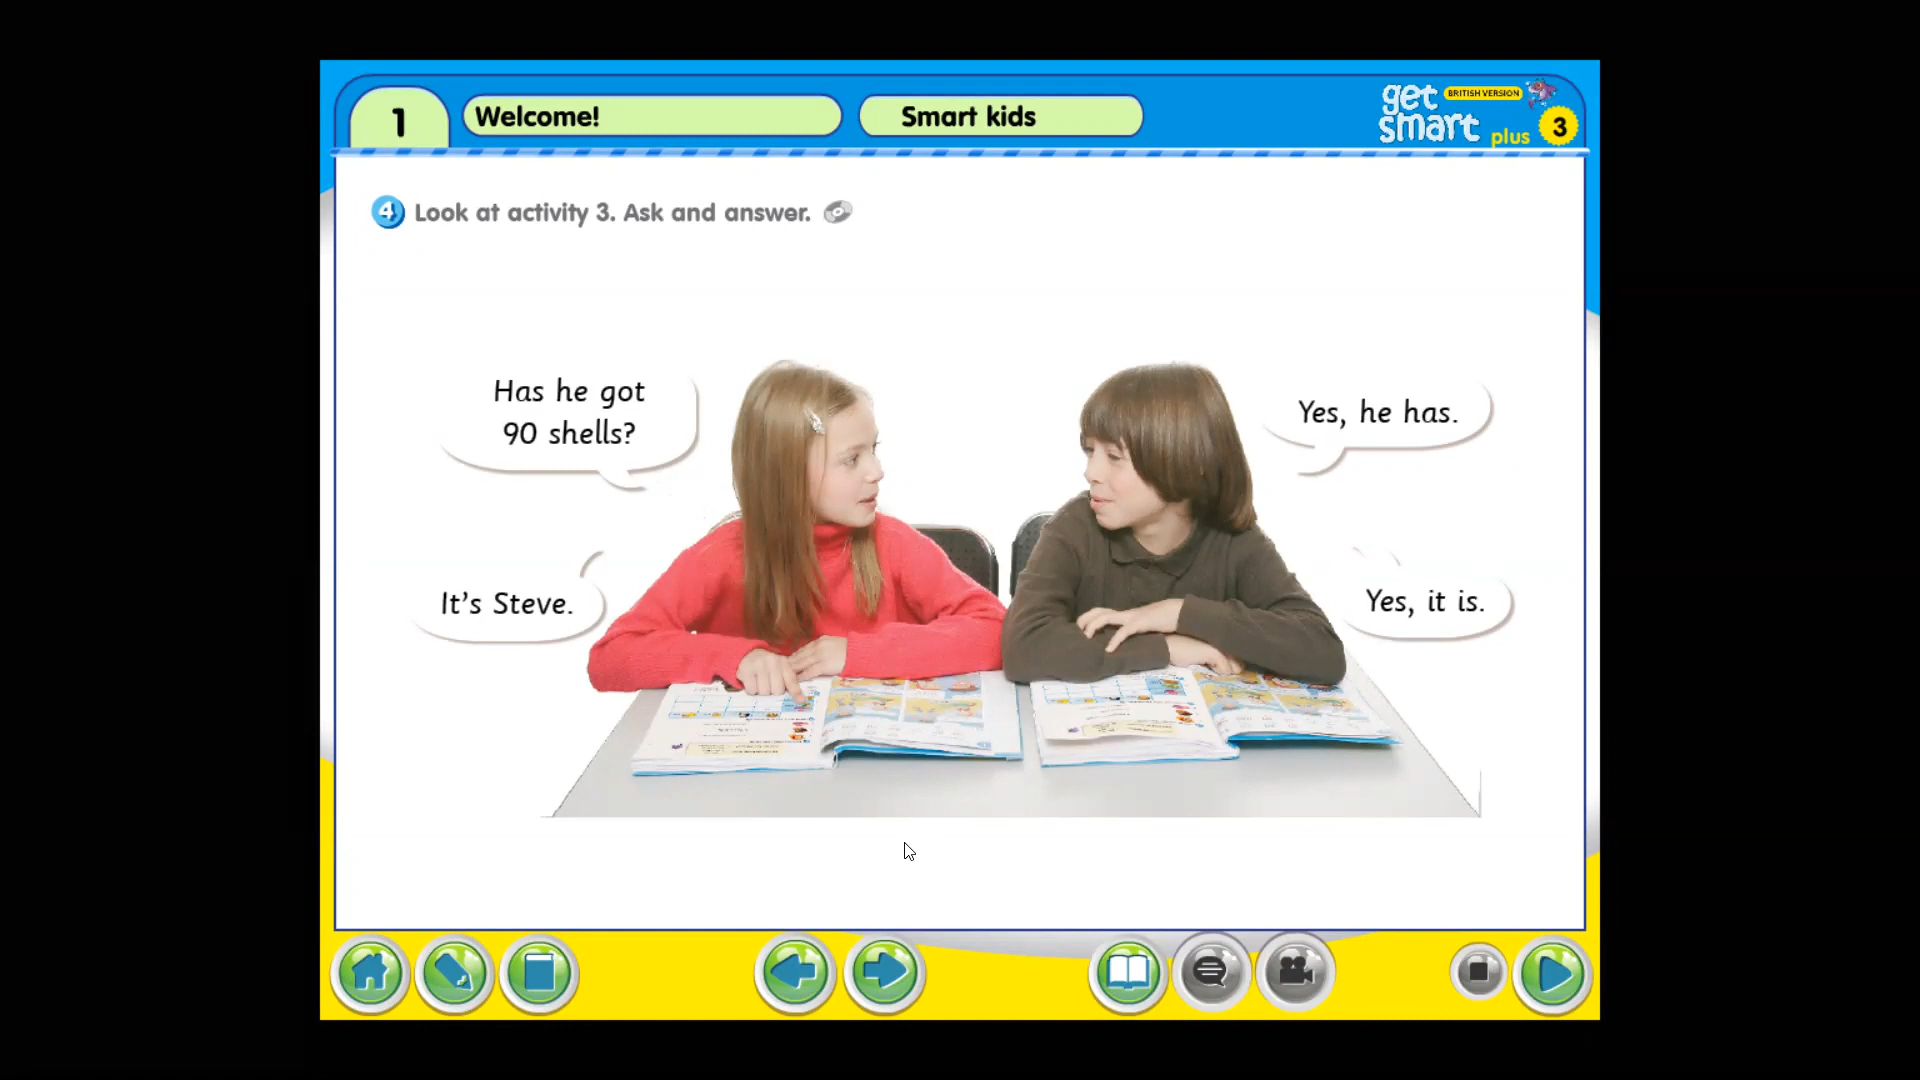 1
Welcome!
Smart kids
get
BRITISH VERSION
smart plus 3
4 Look at activity 3. Ask and answer.
Has he got
90 shells?
Yes, he has.
It's Steve.
Yes, it is.